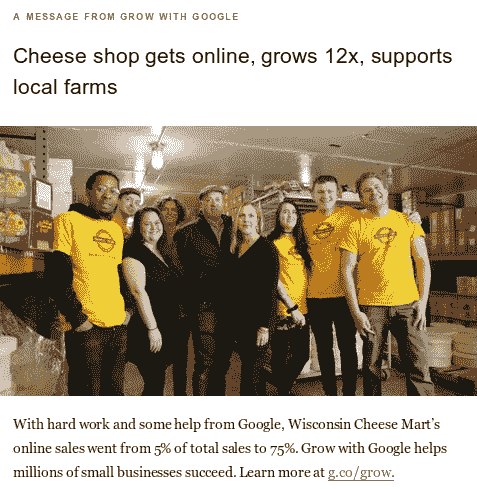 A MESSAGE FROM GROW WITH GOOGLE
Cheese shop gets online, grows 12x, supports
local farms
With hard work and some help from Google, Wisconsin Cheese Mart's
online sales went from 5% of total sales to 75%. Grow with Google helps
millions of small businesses succeed. Learn more at g.co/grow.